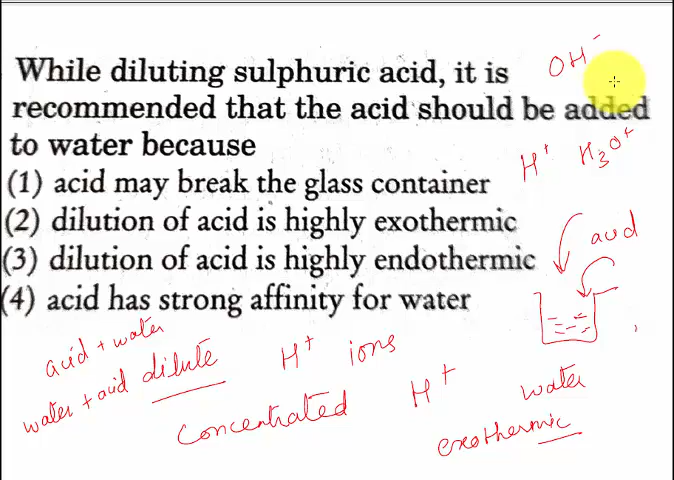 While diluting sulphuric acid, it is
recommended that the acid should be added
to water because
(1) acid may break the glass container
(2) dilution of acid is highly exothermic
(3) dilution of acid is highly endothermic
(4) acid has strong affinity for water
OH⁻
H⁺ H₃O⁺
acid
acid + water
water + acid dilute
H⁺ ions
concentrated H⁺
water
exothermic